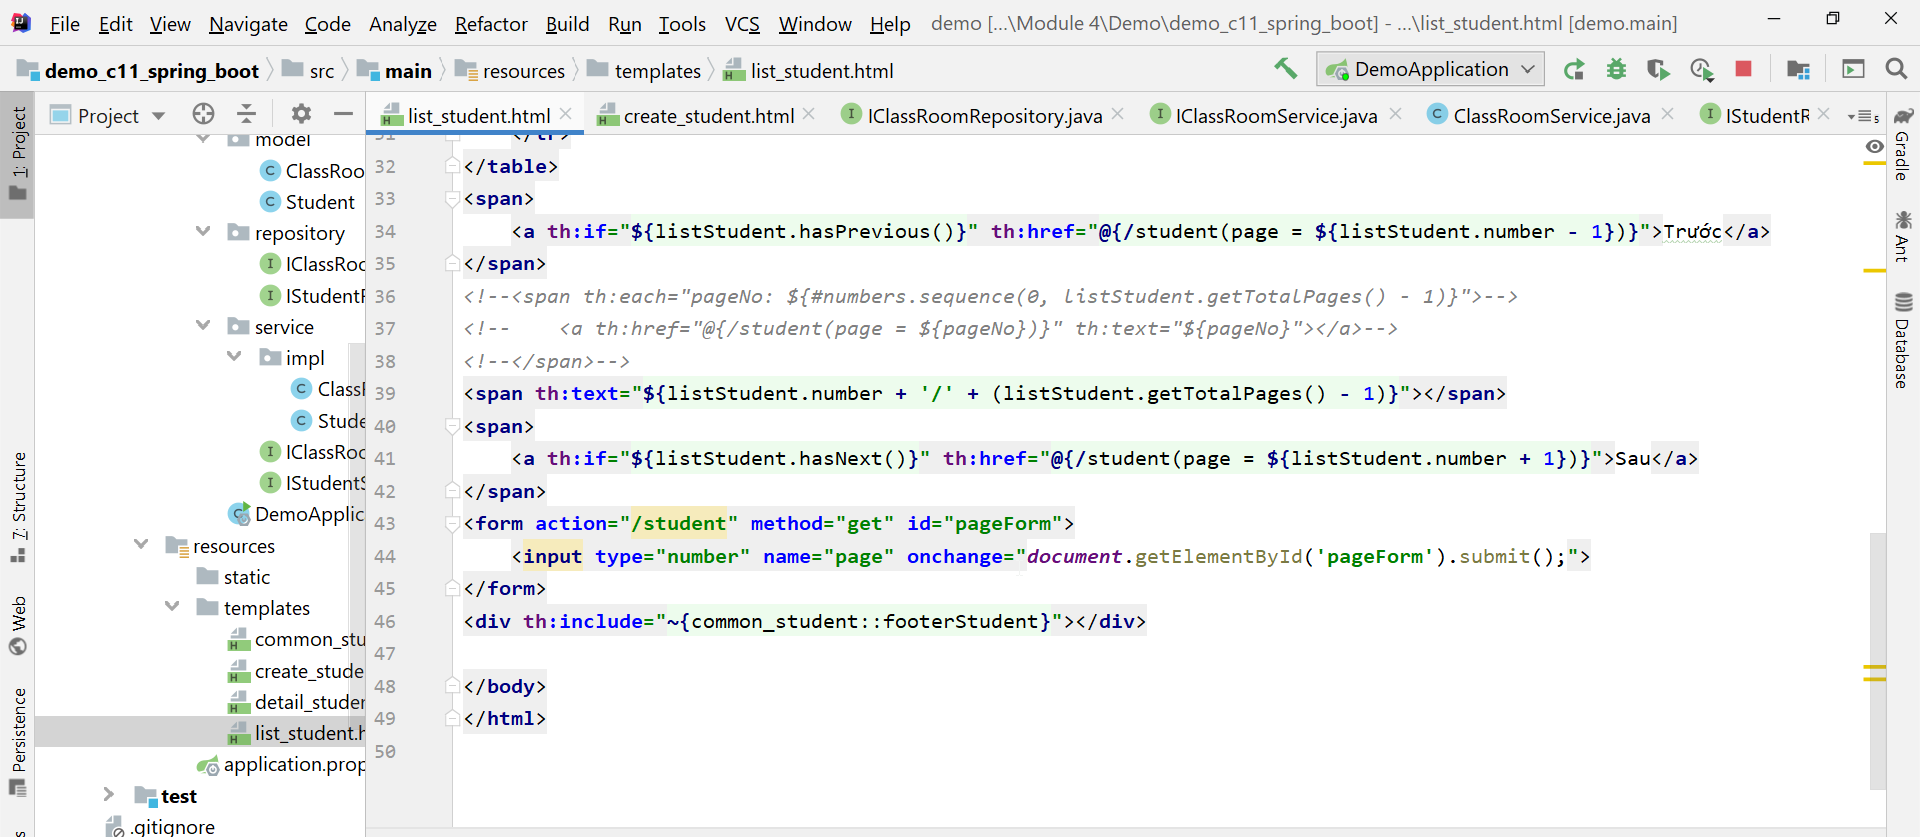 File Edit View Navigate Code Analyze Refactor Build Run Tools VCS Window Help demo [...\Module 4\Demo\demo_c11_spring_boot] - ...\list_student.html [demo.main]
demo_c11_spring_boot src main resources templates list_student.html DemoApplication
Project list_student.html create_student.html IClassRoomRepository.java IClassRoomService.java ClassRoomService.java IStudentR 5
1: Project
7: Structure
Web
Persistence
model
ClassRoo
Student
repository
IClassRoo
IStudentR
service
impl
ClassR
Stude
IClassRoo
IStudentS
DemoApplic
resources
static
templates
common_stu
create_stude
detail_studer
list_student.h
application.prop
test
.gitignore
31 </tr>
32 </table>
33 <span>
34 <a th:if="${listStudent.hasPrevious()}" th:href="@{/student(page = ${listStudent.number - 1})}">Trước</a>
35 </span>
36 <!--<span th:each="pageNo: ${#numbers.sequence(0, listStudent.getTotalPages() - 1)}">-->
37 <!-- <a th:href="@{/student(page = ${pageNo})}" th:text="${pageNo}"></a>-->
38 <!--</span>-->
39 <span th:text="${listStudent.number + '/' + (listStudent.getTotalPages() - 1)}"></span>
40 <span>
41 <a th:if="${listStudent.hasNext()}" th:href="@{/student(page = ${listStudent.number + 1})}">Sau</a>
42 </span>
43 <form action="/student" method="get" id="pageForm">
44 <input type="number" name="page" onchange="document.getElementById('pageForm').submit();">
45 </form>
46 <div th:include="~{common_student::footerStudent}"></div>
47
48 </body>
49 </html>
50
Gradle
Ant
Database